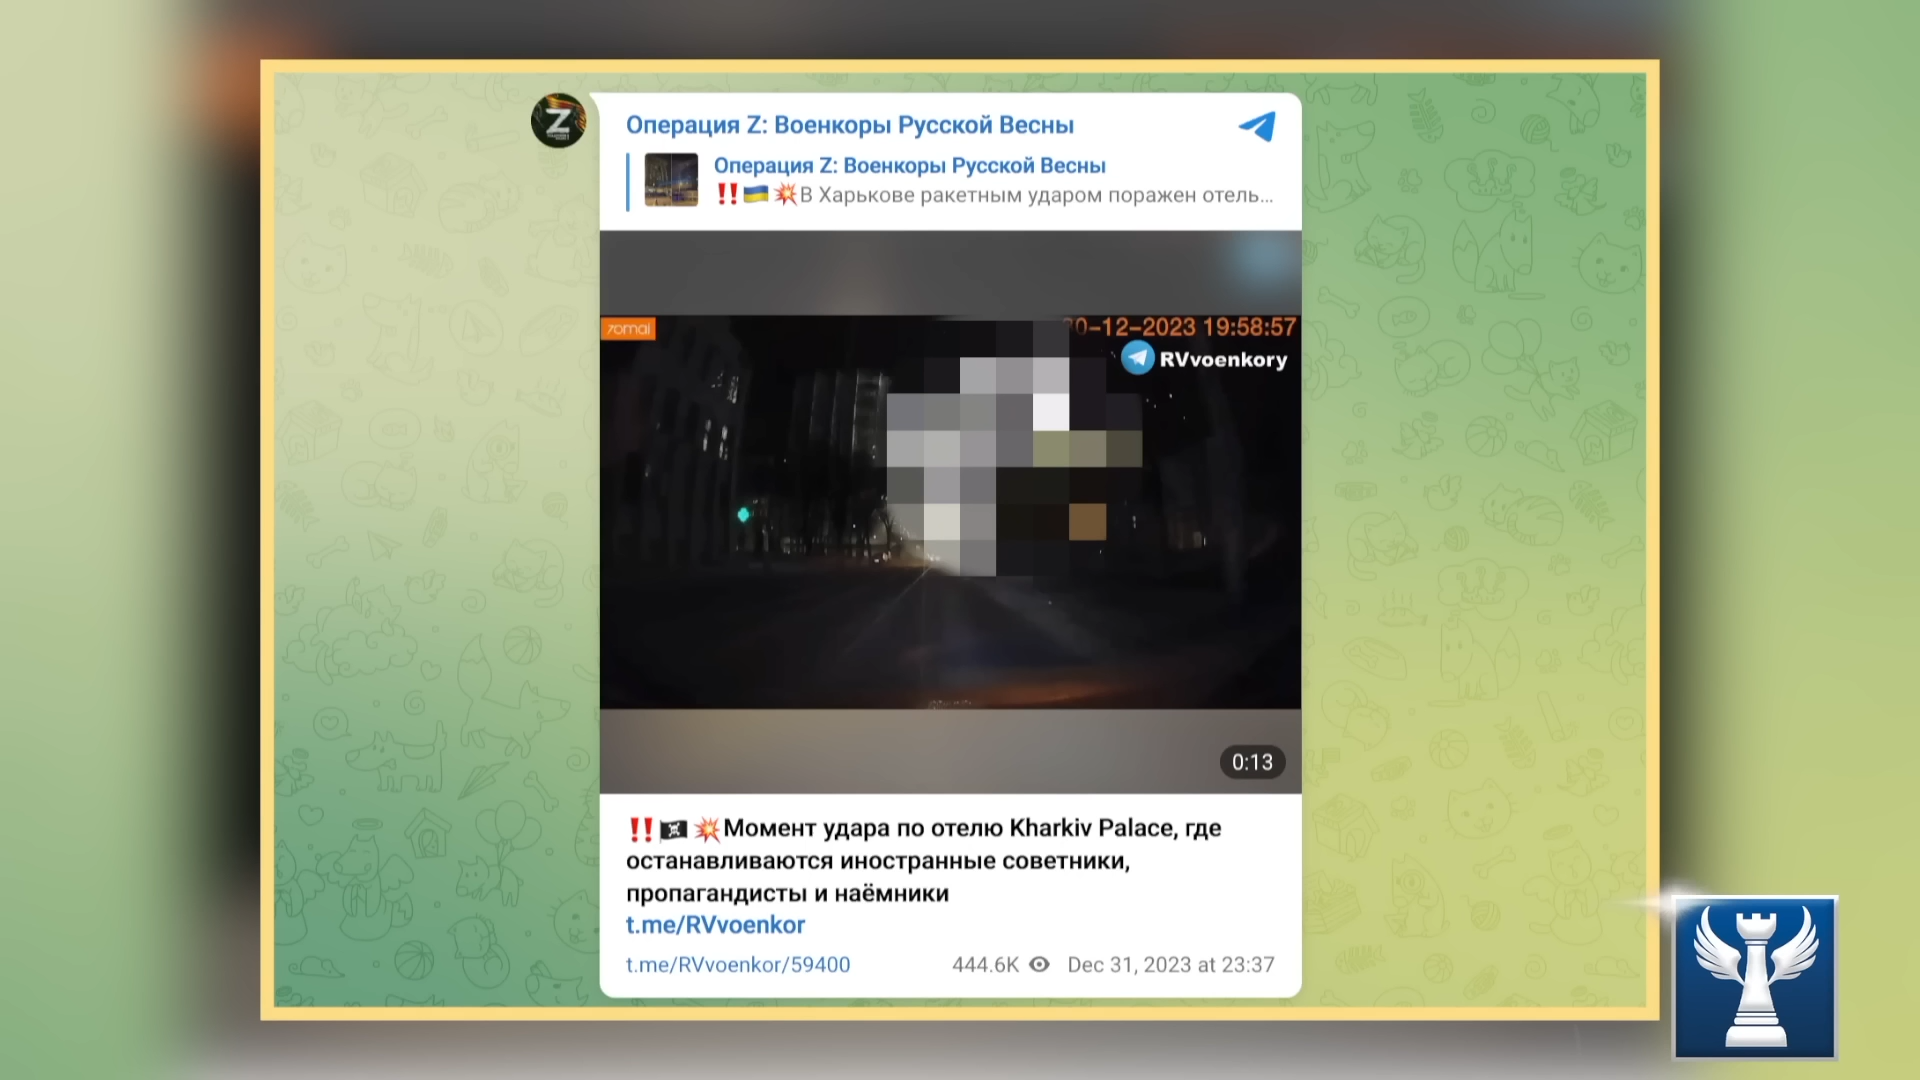 Операция Z: Военкоры Русской Весны
Операция Z: Военкоры Русской Весны
‼️🇺🇦💥В Харькове ракетным ударом поражен отель...
70mai
30-12-2023 19:58:57
RVvoenkory
0:13
‼️🏴‍☠️💥Момент удара по отелю Kharkiv Palace, где
останавливаются иностранные советники,
пропагандисты и наёмники
t.me/RVvoenkor
t.me/RVvoenkor/59400 444.6K Dec 31, 2023 at 23:37
Z